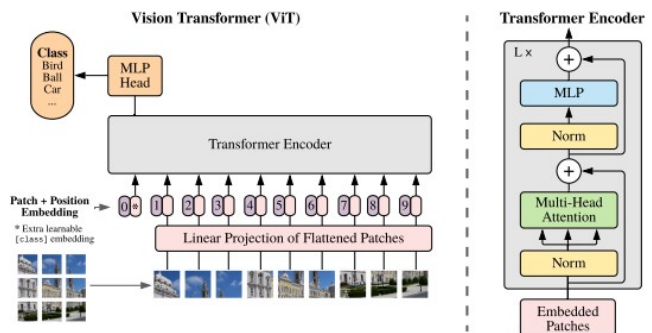 Vision Transformer (ViT)
Class
Bird
Ball
Car
...
MLP
Head
Transformer Encoder
Patch + Position
Embedding
0 * 1 2 3 4 5 6 7 8 9
* Extra learnable
[class] embedding
Linear Projection of Flattened Patches
Transformer Encoder
L ×
+
MLP
Norm
+
Multi-Head
Attention
Norm
Embedded
Patches